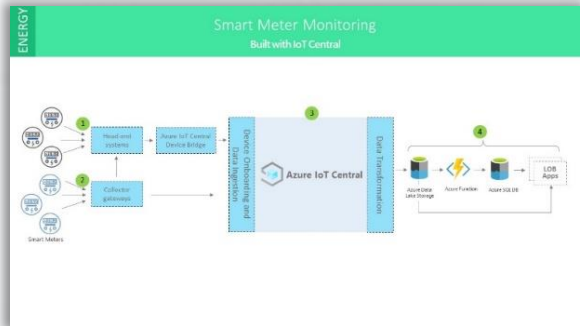 ENERGY
Smart Meter Monitoring
Built with IoT Central
1
Head-end
systems
Azure IoT Central
Device Bridge
2
Collector
gateways
Smart Meters
Device Onboarding and
Data Ingestion
3
Azure IoT Central
Data Transformation
4
Azure Data
Lake Storage
Azure Function
Azure SQL DB
LOB
Apps